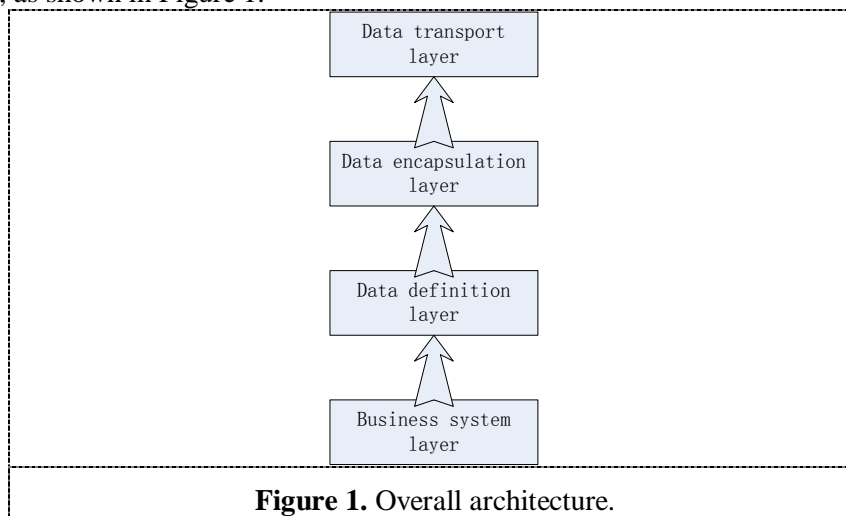 , as shown in Figure 1.
Data transport
layer
Data encapsulation
layer
Data definition
layer
Business system
layer
Figure 1. Overall architecture.